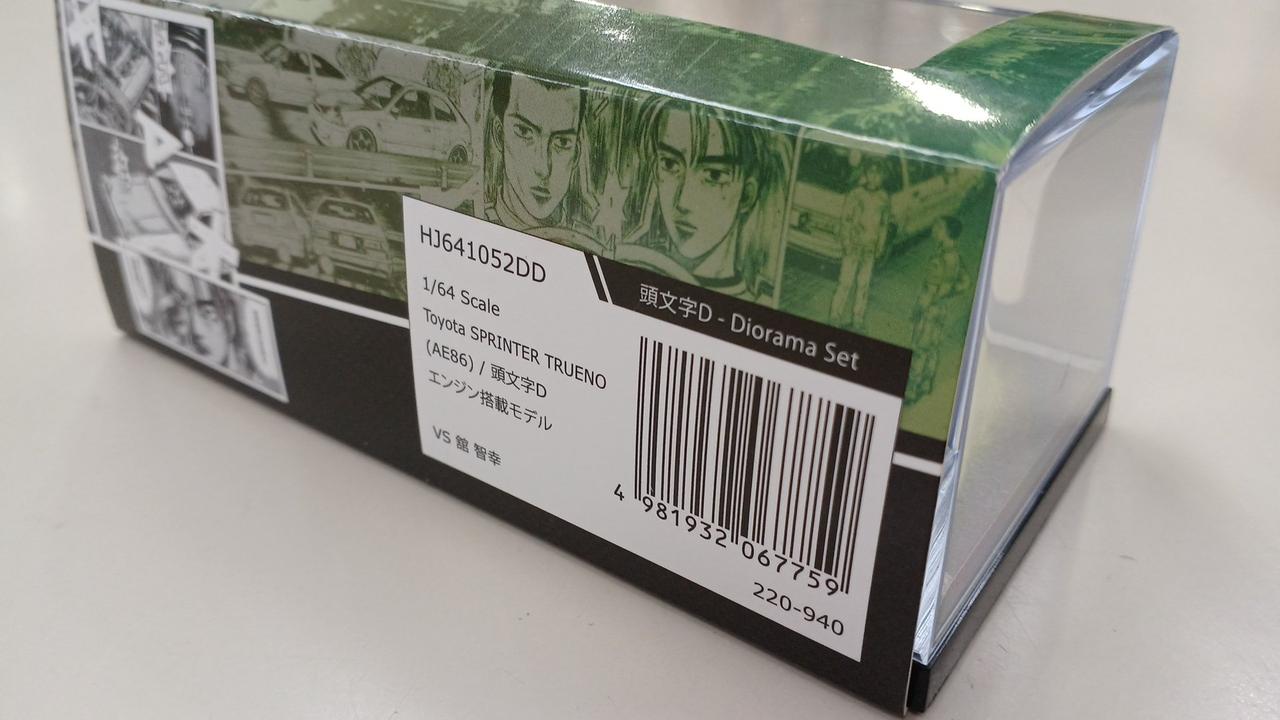 HJ641052DD
頭文字D - Diorama Set
1/64 Scale
Toyota SPRINTER TRUENO
(AE86) / 頭文字D
エンジン搭載モデル
VS 舘 智幸
4 981932 067759
220-940